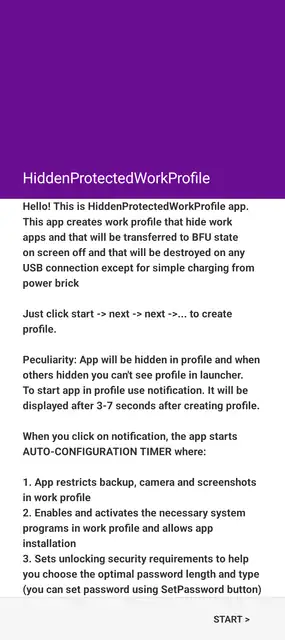 HiddenProtectedWorkProfile
Hello! This is HiddenProtectedWorkProfile app.
This app creates work profile that hide work
apps and that will be transferred to BFU state
on screen off and that will be destroyed on any
USB connection except for simple charging from
power brick
Just click start -> next -> next ->... to create
profile.
Peculiarity: App will be hidden in profile and when
others hidden you can't see profile in launcher.
To start app in profile use notification. It will be
displayed after 3-7 seconds after creating profile.
When you click on notification, the app starts
AUTO-CONFIGURATION TIMER where:
1. App restricts backup, camera and screenshots
in work profile
2. Enables and activates the necessary system
programs in work profile and allows app
installation
3. Sets unlocking security requirements to help
you choose the optimal password length and type
(you can set password using SetPassword button)
START >